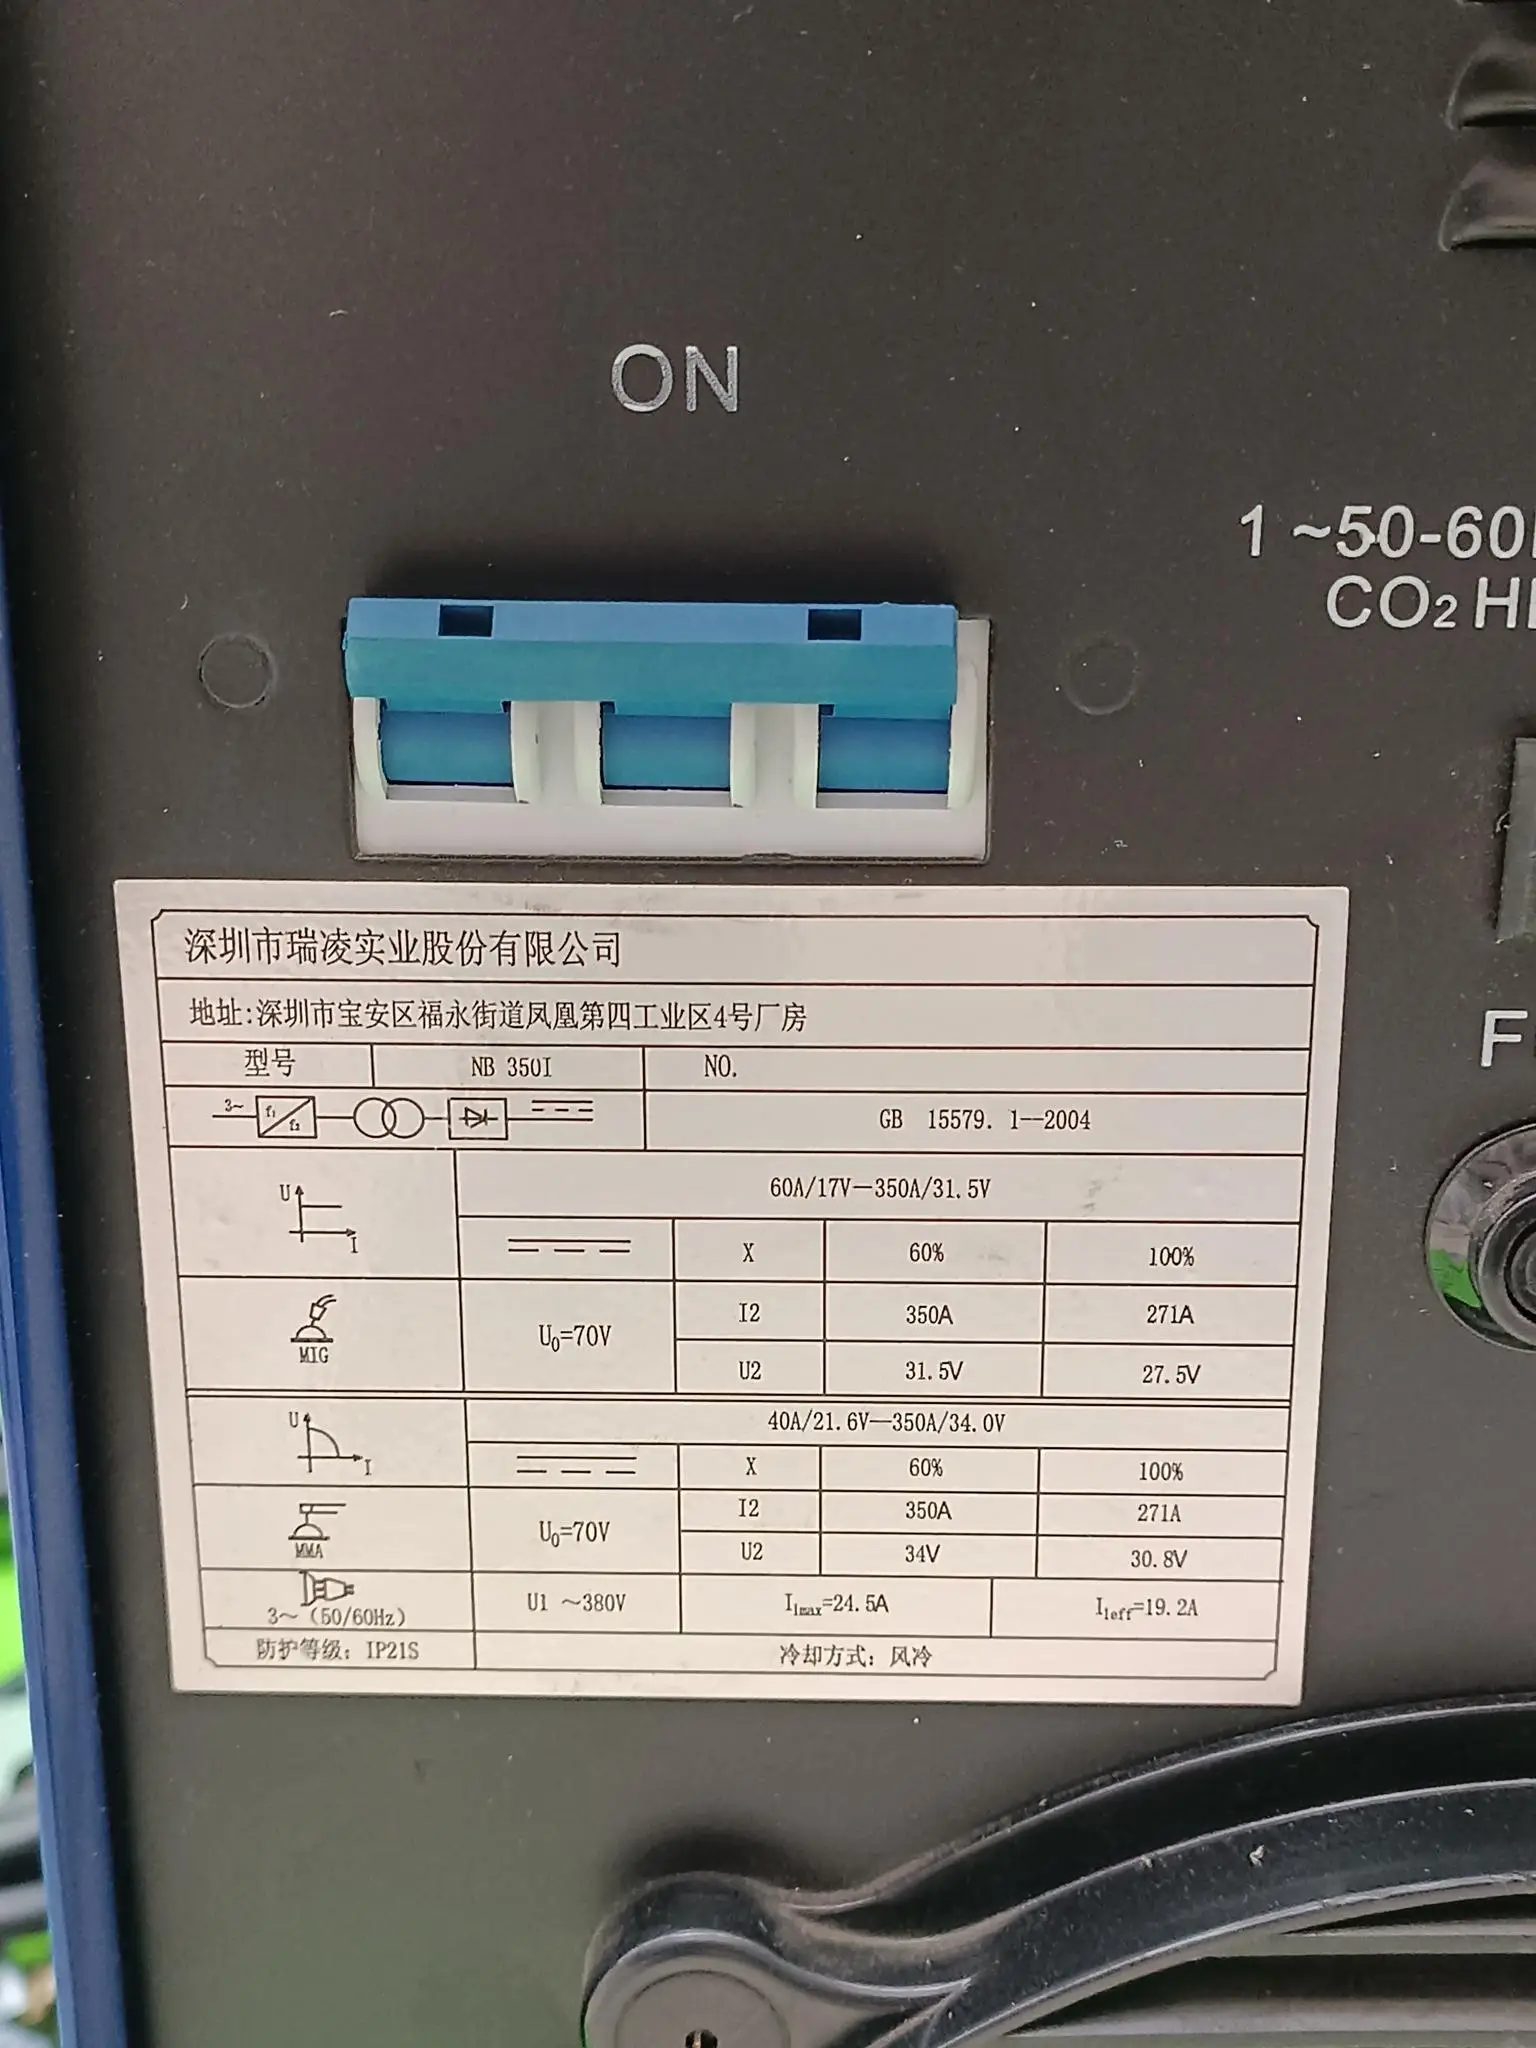 ON
1 ~50-60
CO₂ H
F
深圳市瑞凌实业股份有限公司
地址:深圳市宝安区福永街道凤凰第四工业区4号厂房
型号 NB 350I NO.
3~ f₁ f₂ GB 15579. 1--2004
U I 60A/17V—350A/31.5V
X 60% 100%
I2 350A 271A
MIG U₀=70V
U2 31.5V 27.5V
U I 40A/21.6V—350A/34.0V
X 60% 100%
I2 350A 271A
MMA U₀=70V
U2 34V 30.8V
3～（50/60Hz） U1 ～380V I₁max=24.5A I₁eff=19.2A
防护等级：IP21S 冷却方式：风冷